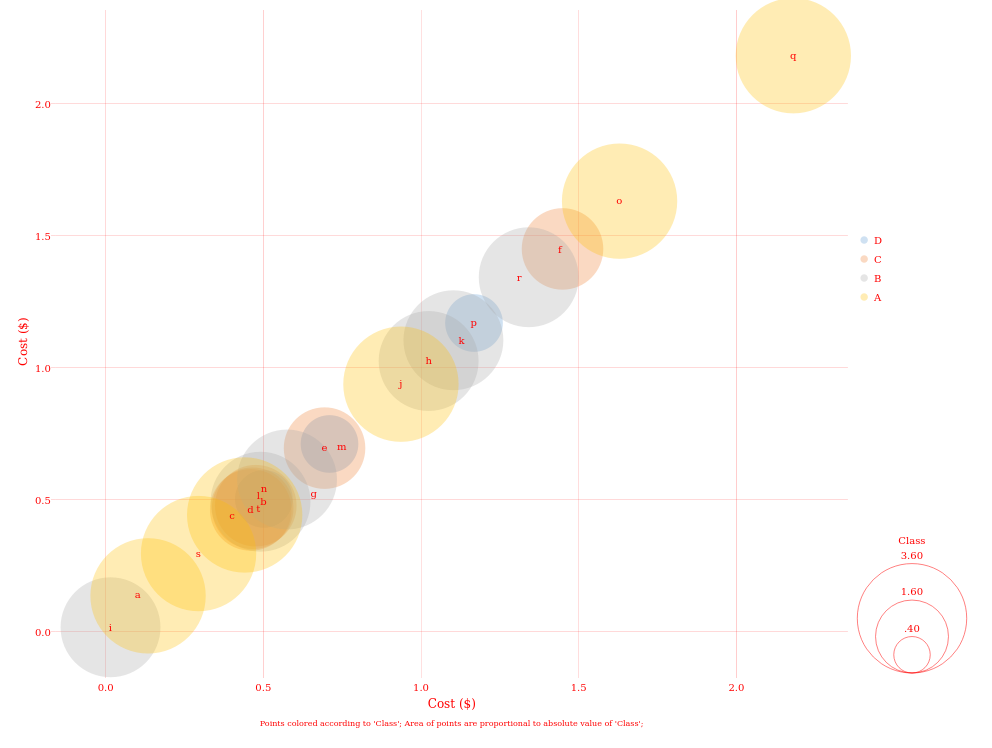 q
2.0
o
1.5
D
f
C
r
B
A
p
Cost ($)
k
h
1.0
j
e m
n
g
0.5
l
b
d t
c
Class
s
3.60
a
1.60
i
.40
0.0
0.0 0.5 1.0 1.5 2.0
Cost ($)
Points colored according to 'Class'; Area of points are proportional to absolute value of 'Class';